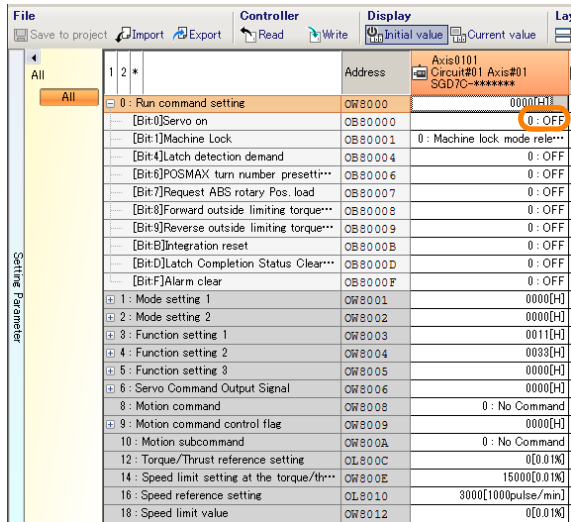 File Controller Display Lay
Save to project Import Export Read Write Initial value Current value
All
All
Setting Parameter
1 2 * Address Axis0101
Circuit#01 Axis#01
SGD7C-*******
0 : Run command setting OW8000 0000[H]
[Bit:0]Servo on OB80000 0 : OFF
[Bit:1]Machine Lock OB80001 0 : Machine lock mode rele···
[Bit:4]Latch detection demand OB80004 0 : OFF
[Bit:6]POSMAX turn number presetti··· OB80006 0 : OFF
[Bit:7]Request ABS rotary Pos. load OB80007 0 : OFF
[Bit:8]Forward outside limiting torque··· OB80008 0 : OFF
[Bit:9]Reverse outside limiting torque··· OB80009 0 : OFF
[Bit:B]Integration reset OB8000B 0 : OFF
[Bit:D]Latch Completion Status Clear··· OB8000D 0 : OFF
[Bit:F]Alarm clear OB8000F 0 : OFF
1 : Mode setting 1 OW8001 0000[H]
2 : Mode setting 2 OW8002 0000[H]
3 : Function setting 1 OW8003 0011[H]
4 : Function setting 2 OW8004 0033[H]
5 : Function setting 3 OW8005 0000[H]
6 : Servo Command Output Signal OW8006 0000[H]
8 : Motion command OW8008 0 : No Command
9 : Motion command control flag OW8009 0000[H]
10 : Motion subcommand OW800A 0 : No Command
12 : Torque/Thrust reference setting OL800C 0[0.01%]
14 : Speed limit setting at the torque/thr··· OW800E 15000[0.01%]
16 : Speed reference setting OL8010 3000[1000pulse/min]
18 : Speed limit value OW8012 0[0.01%]